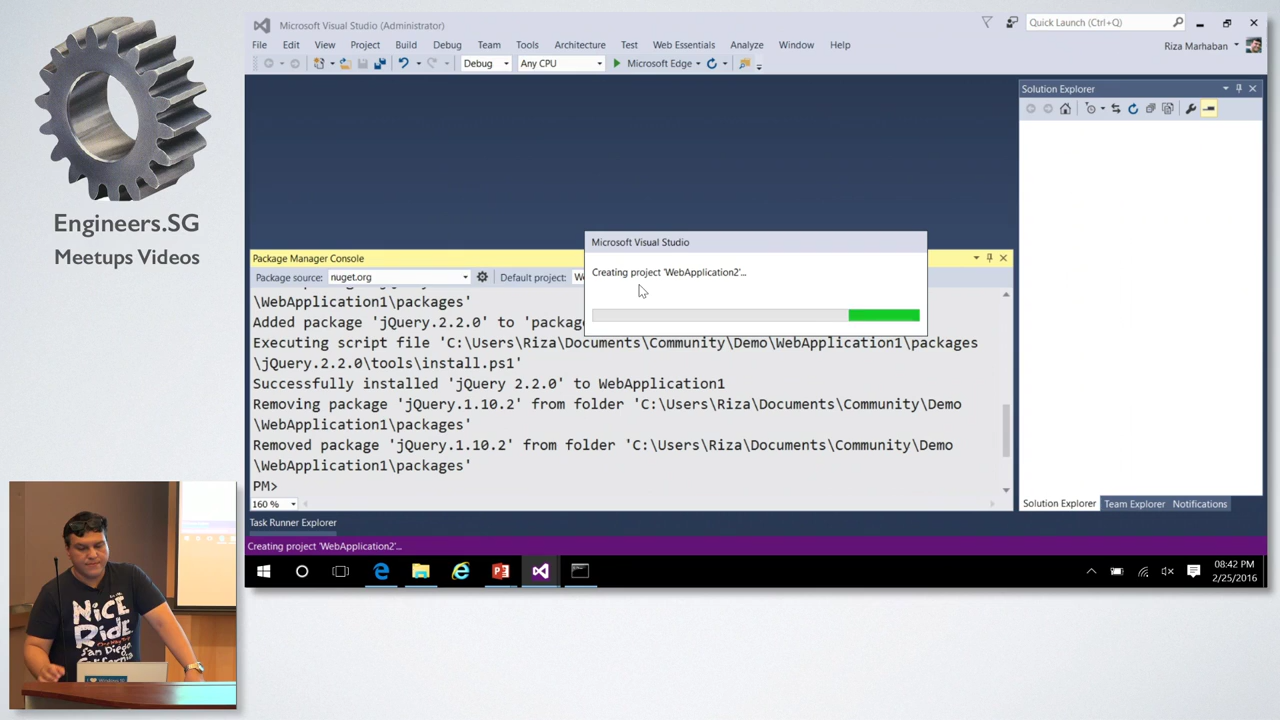 Engineers.SG
Meetups Videos
Microsoft Visual Studio (Administrator)
Quick Launch (Ctrl+Q)
File Edit View Project Build Debug Team Tools Architecture Test Web Essentials Analyze Window Help
Riza Marhaban
Debug Any CPU Microsoft Edge
Solution Explorer
Microsoft Visual Studio
Creating project 'WebApplication2'...
Package Manager Console
Package source: nuget.org Default project:
\WebApplication1\packages'
Added package 'jQuery.2.2.0' to
Executing script file 'C:\Users\Riza\Documents\Community\Demo\WebApplication1\packages
\jQuery.2.2.0\tools\install.ps1'
Successfully installed 'jQuery 2.2.0' to WebApplication1
Removing package 'jQuery.1.10.2' from folder 'C:\Users\Riza\Documents\Community\Demo
\WebApplication1\packages'
Removed package 'jQuery.1.10.2' from folder 'C:\Users\Riza\Documents\Community\Demo
\WebApplication1\packages'
PM>
160 %
Solution Explorer Team Explorer Notifications
Task Runner Explorer
Creating project 'WebApplication2'...
08:42 PM
2/25/2016
NiCE
RiDE
San Diego
California